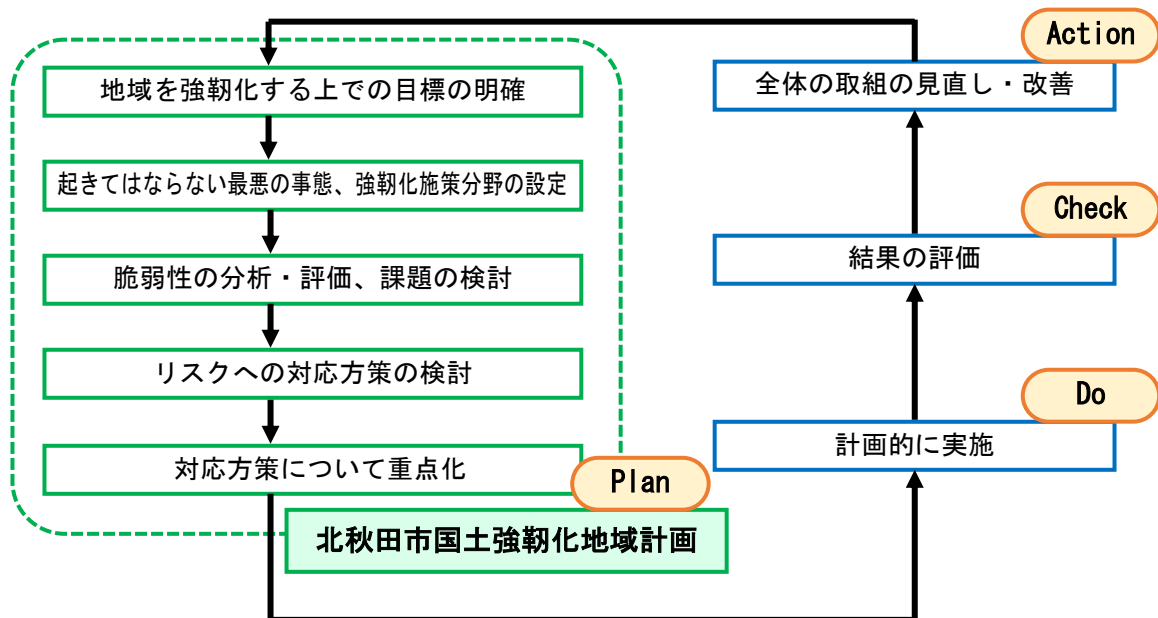 地域を強靭化する上での目標の明確
起きてはならない最悪の事態、強靭化施策分野の設定
脆弱性の分析・評価、課題の検討
リスクへの対応方策の検討
対応方策について重点化
Plan
北秋田市国土強靭化地域計画
Action
全体の取組の見直し・改善
Check
結果の評価
Do
計画的に実施